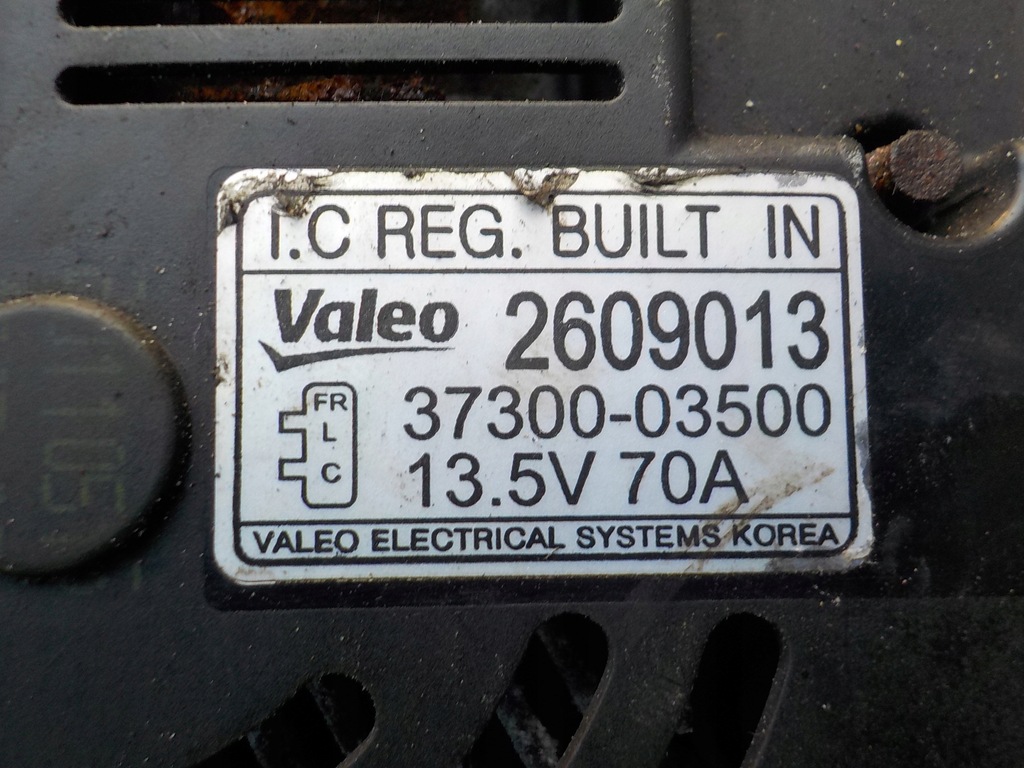 I.C REG. BUILT IN
Valeo 2609013
FR
L
C
37300-03500
13.5V 70A
VALEO ELECTRICAL SYSTEMS KOREA